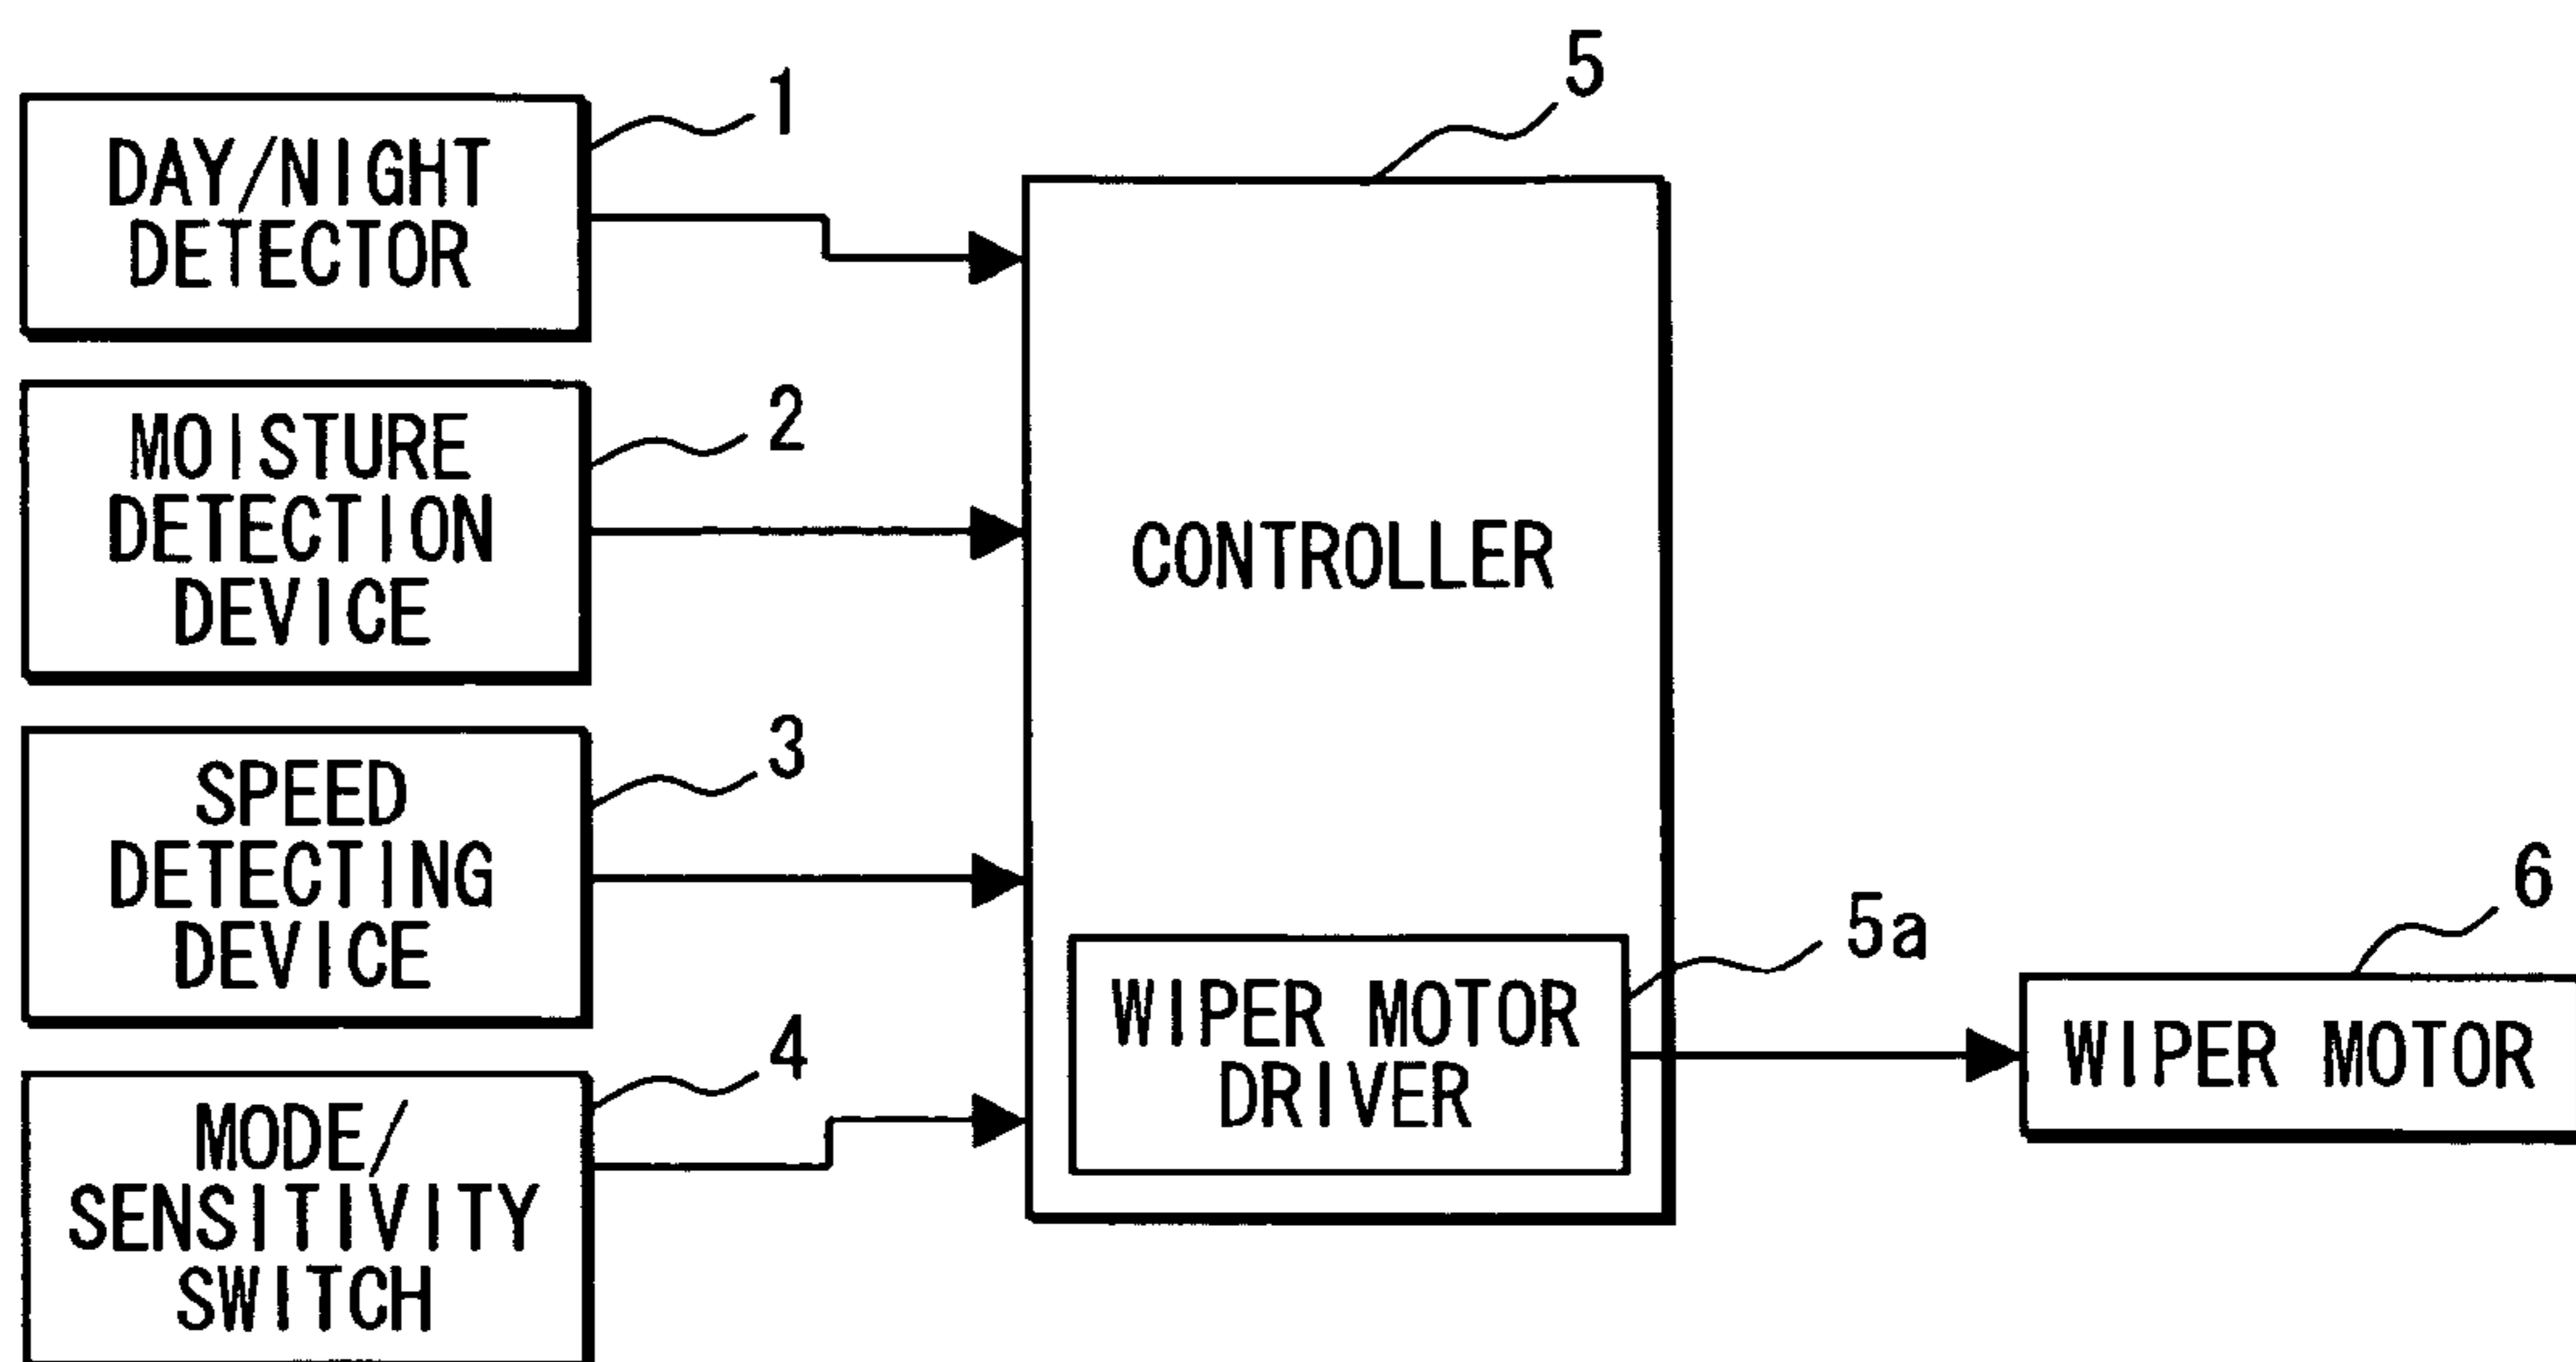 1
DAY/NIGHT
DETECTOR
2
MOISTURE
DETECTION
DEVICE
3
SPEED
DETECTING
DEVICE
4
MODE/
SENSITIVITY
SWITCH
5
CONTROLLER
5a
WIPER MOTOR
DRIVER
6
WIPER MOTOR